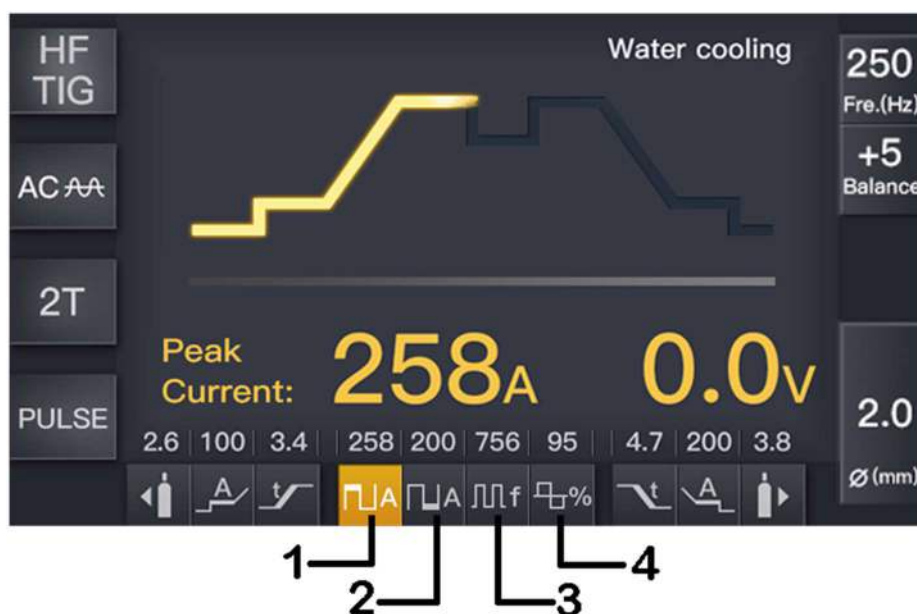 HF
TIG
Water cooling
250
Fre.(Hz)
+5
Balance
AC
2T
Peak
Current:
258A
0.0V
PULSE
2.0
Ø(mm)
2.6 100 3.4 258 200 756 95 4.7 200 3.8
A t A A f % t A
1
2
3
4